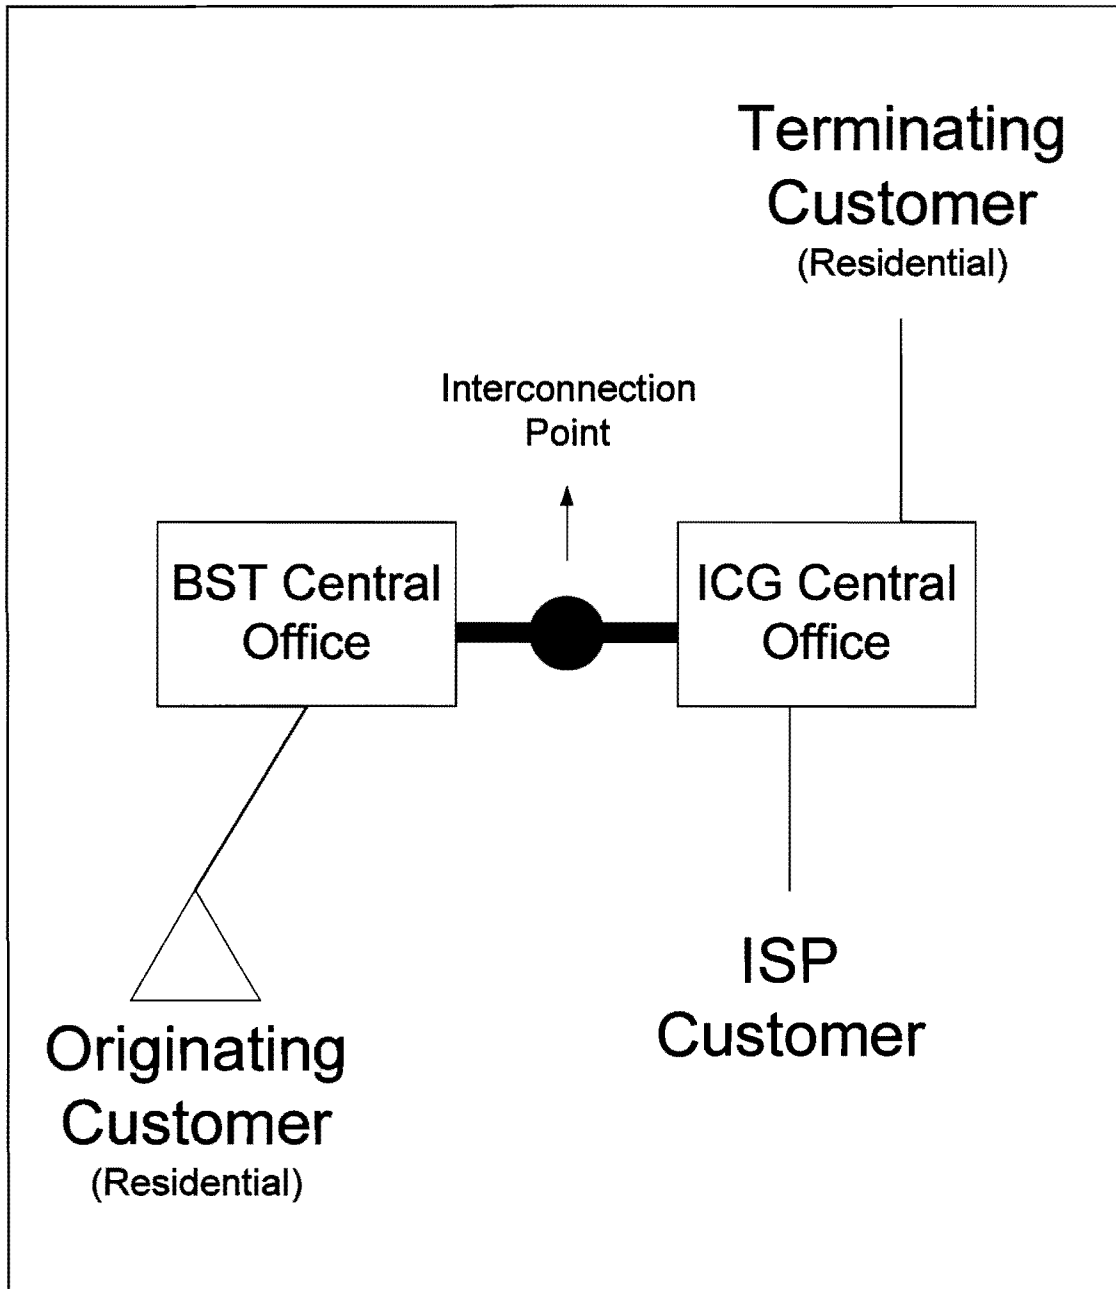 Terminating
Customer
(Residential)
Interconnection
Point
BST Central
Office
ICG Central
Office
ISP
Customer
Originating
Customer
(Residential)